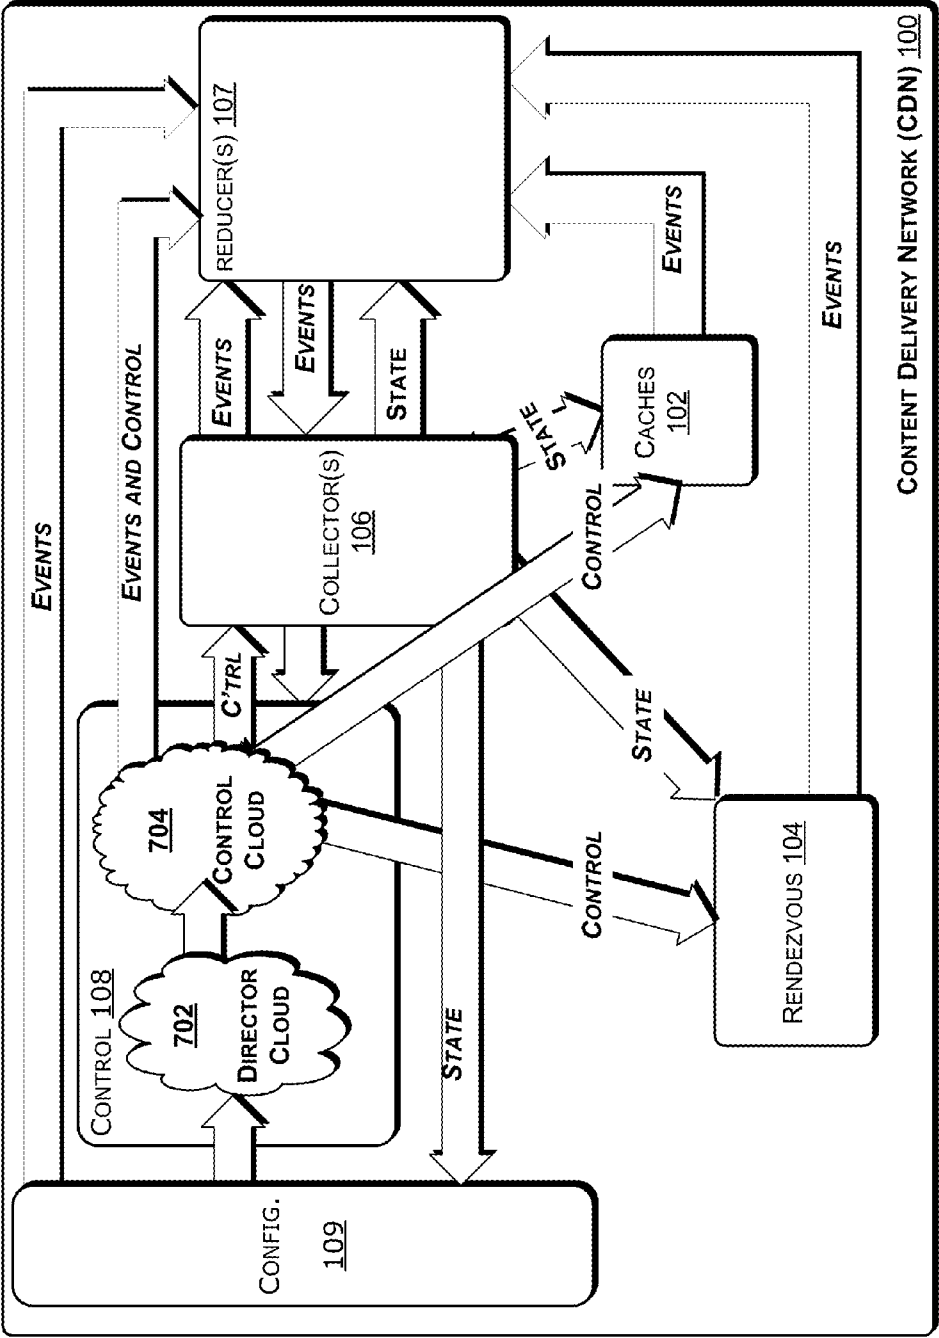 CONTENT DELIVERY NETWORK (CDN) 100
CONFIG.
109
CONTROL 108
702
DIRECTOR
CLOUD
704
CONTROL
CLOUD
EVENTS
EVENTS AND CONTROL
C'TRL
COLLECTOR(S)
106
EVENTS
EVENTS
STATE
REDUCER(S) 107
STATE
CONTROL
CACHES
102
EVENTS
STATE
STATE
CONTROL
RENDEZVOUS 104
EVENTS